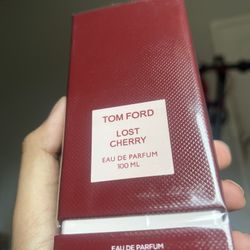 TOM FORD
LOST
CHERRY
EAU DE PARFUM
100 ML
EAU DE PARFUM